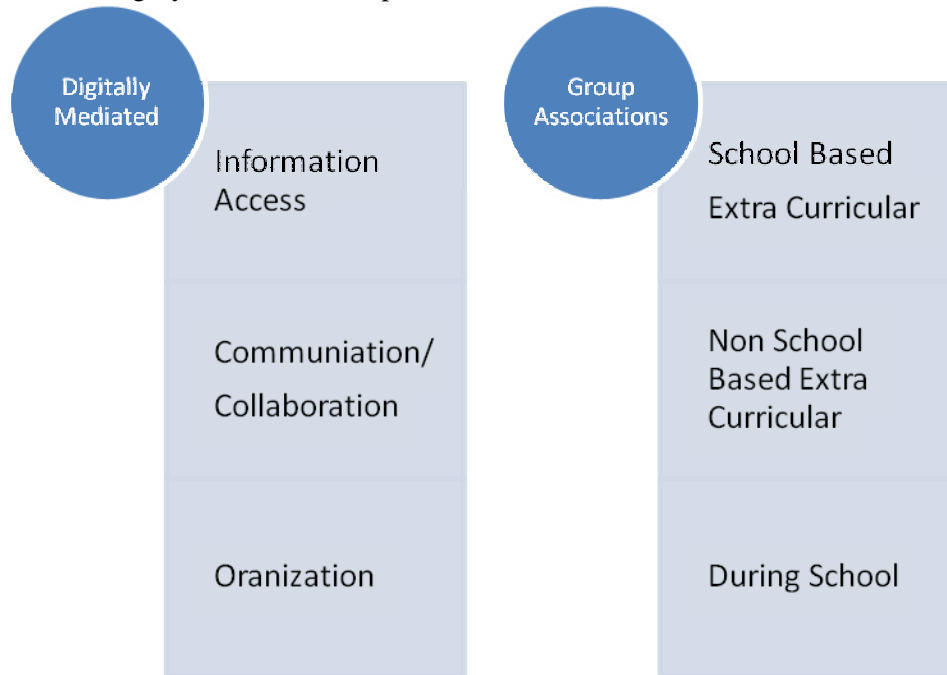 Digitally
Mediated
Information
Access
Communiation/
Collaboration
Oranization
Group
Associations
School Based
Extra Curricular
Non School
Based Extra
Curricular
During School